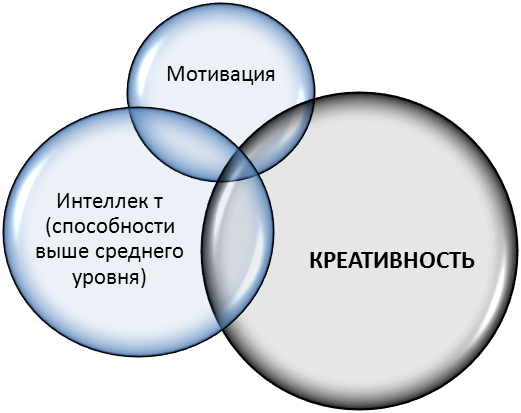 Мотивация
Интеллек т
(способности
выше среднего
уровня)
КРЕАТИВНОСТЬ